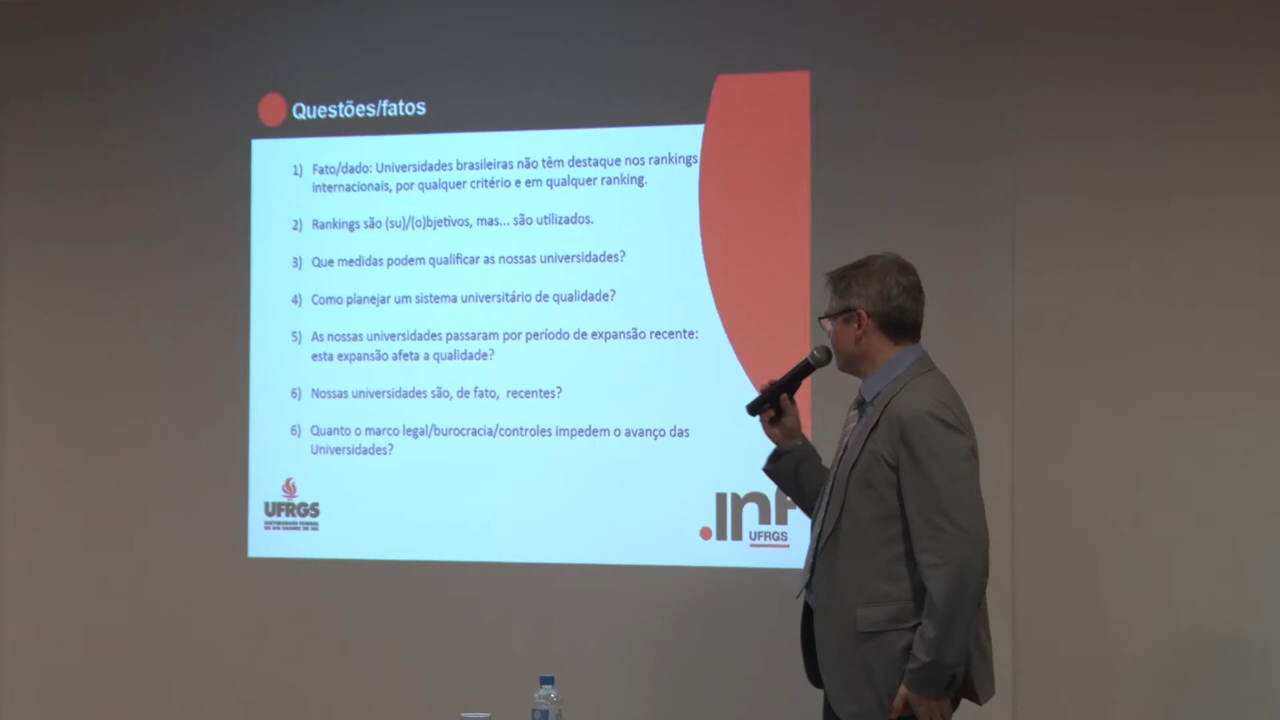 Questões/fatos
1) Fato/dado: Universidades brasileiras não têm destaque nos rankings
internacionais, por qualquer critério e em qualquer ranking.
2) Rankings são (su)/(o)bjetivos, mas... são utilizados.
3) Que medidas podem qualificar as nossas universidades?
4) Como planejar um sistema universitário de qualidade?
5) As nossas universidades passaram por período de expansão recente:
esta expansão afeta a qualidade?
6) Nossas universidades são, de fato, recentes?
6) Quanto o marco legal/burocracia/controles impedem o avanço das
Universidades?
UFRGS
UNIVERSIDADE FEDERAL
DO RIO GRANDE DO SUL
.inf
UFRGS